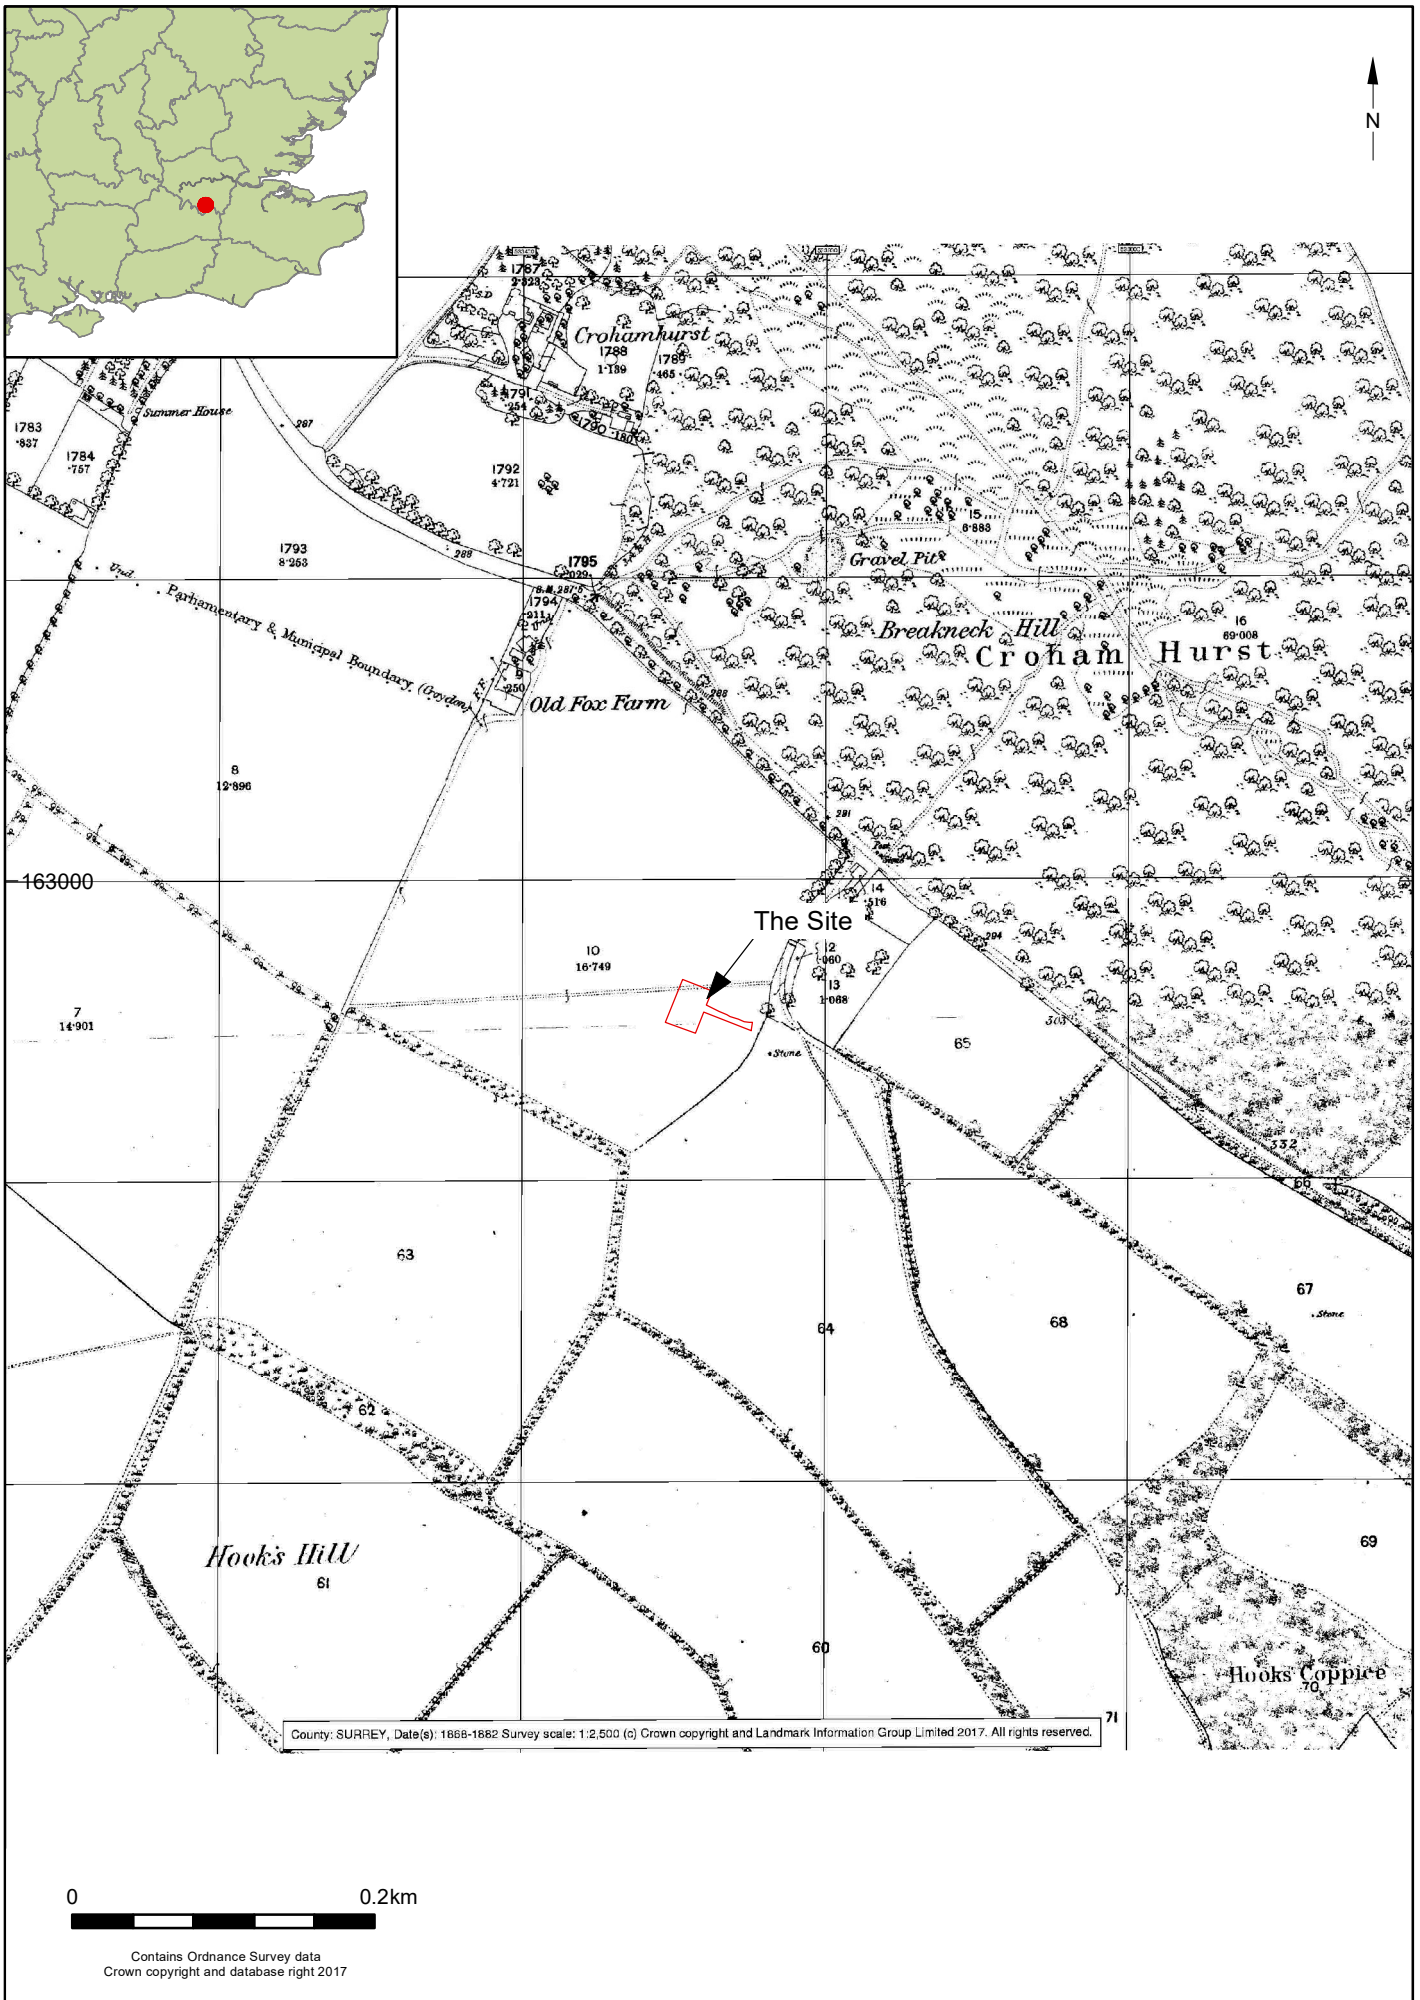 N
1787
2·323
S.D
Crohamhurst
1788
1·139
1789
·465
Summer House
267
1783
·837
1784
·757
1791
·254
1790 ·180
1792
4·721
15
6·883
Gravel Pit
1793
8·253
268
1795
·029
Und.
B.M. 287·5
1794
·211
Parliamentary & Municipal Boundary (Croydon)
F.F.
·250
Breakneck Hill
16
69·008
Croham Hurst
288
Old Fox Farm
8
12·896
291
163000
14
·516
The Site
294
10
16·749
12
·060
13
1·068
7
14·901
303
65
Stone
332
66
63
67
Stone
64
68
62
69
Hook's Hill
61
60
Hooks Coppice
70
71
County: SURREY, Date(s): 1868-1882 Survey scale: 1:2,500 (c) Crown copyright and Landmark Information Group Limited 2017. All rights reserved.
0 0.2km
Contains Ordnance Survey data
Crown copyright and database right 2017